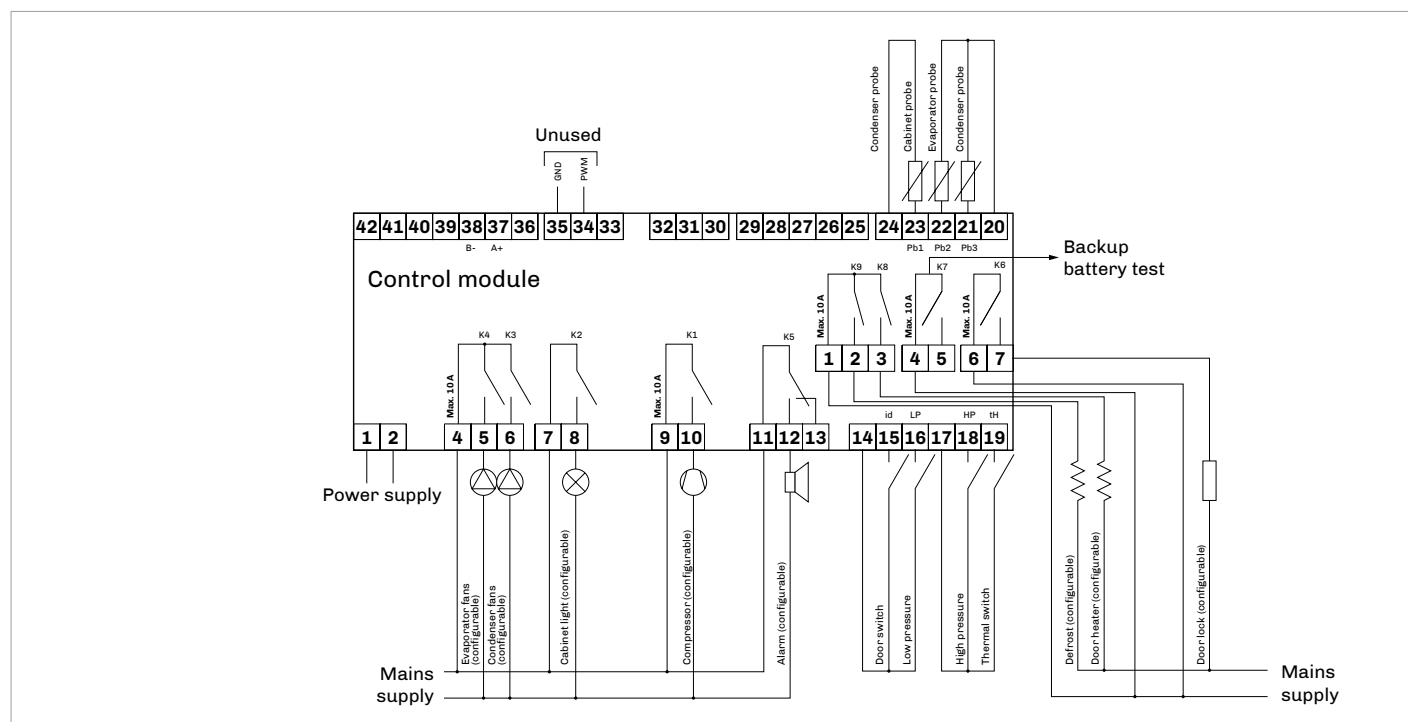 Condenser probe
Cabinet probe
Evaporator probe
Condenser probe
Unused
GND
PWM
42 41 40 39 38 37 36 35 34 33 32 31 30 29 28 27 26 25 24 23 22 21 20
B- A+ Pb1 Pb2 Pb3
Control module
Backup
battery test
K9 K8 K7 K6
Max. 10 A
Max. 10 A
Max. 10 A
1 2 3 4 5 6 7
K4 K3 K2 K1 K5
Max. 10 A
Max. 10 A
id LP HP tH
1 2 4 5 6 7 8 9 10 11 12 13 14 15 16 17 18 19
Power supply
Evaporator fans
(configurable)
Condenser fans
(configurable)
Cabinet light (configurable)
Compressor (configurable)
Alarm (configurable)
Door switch
Low pressure
High pressure
Thermal switch
Defrost (configurable)
Door heater (configurable)
Door lock (configurable)
Mains
supply
Mains
supply